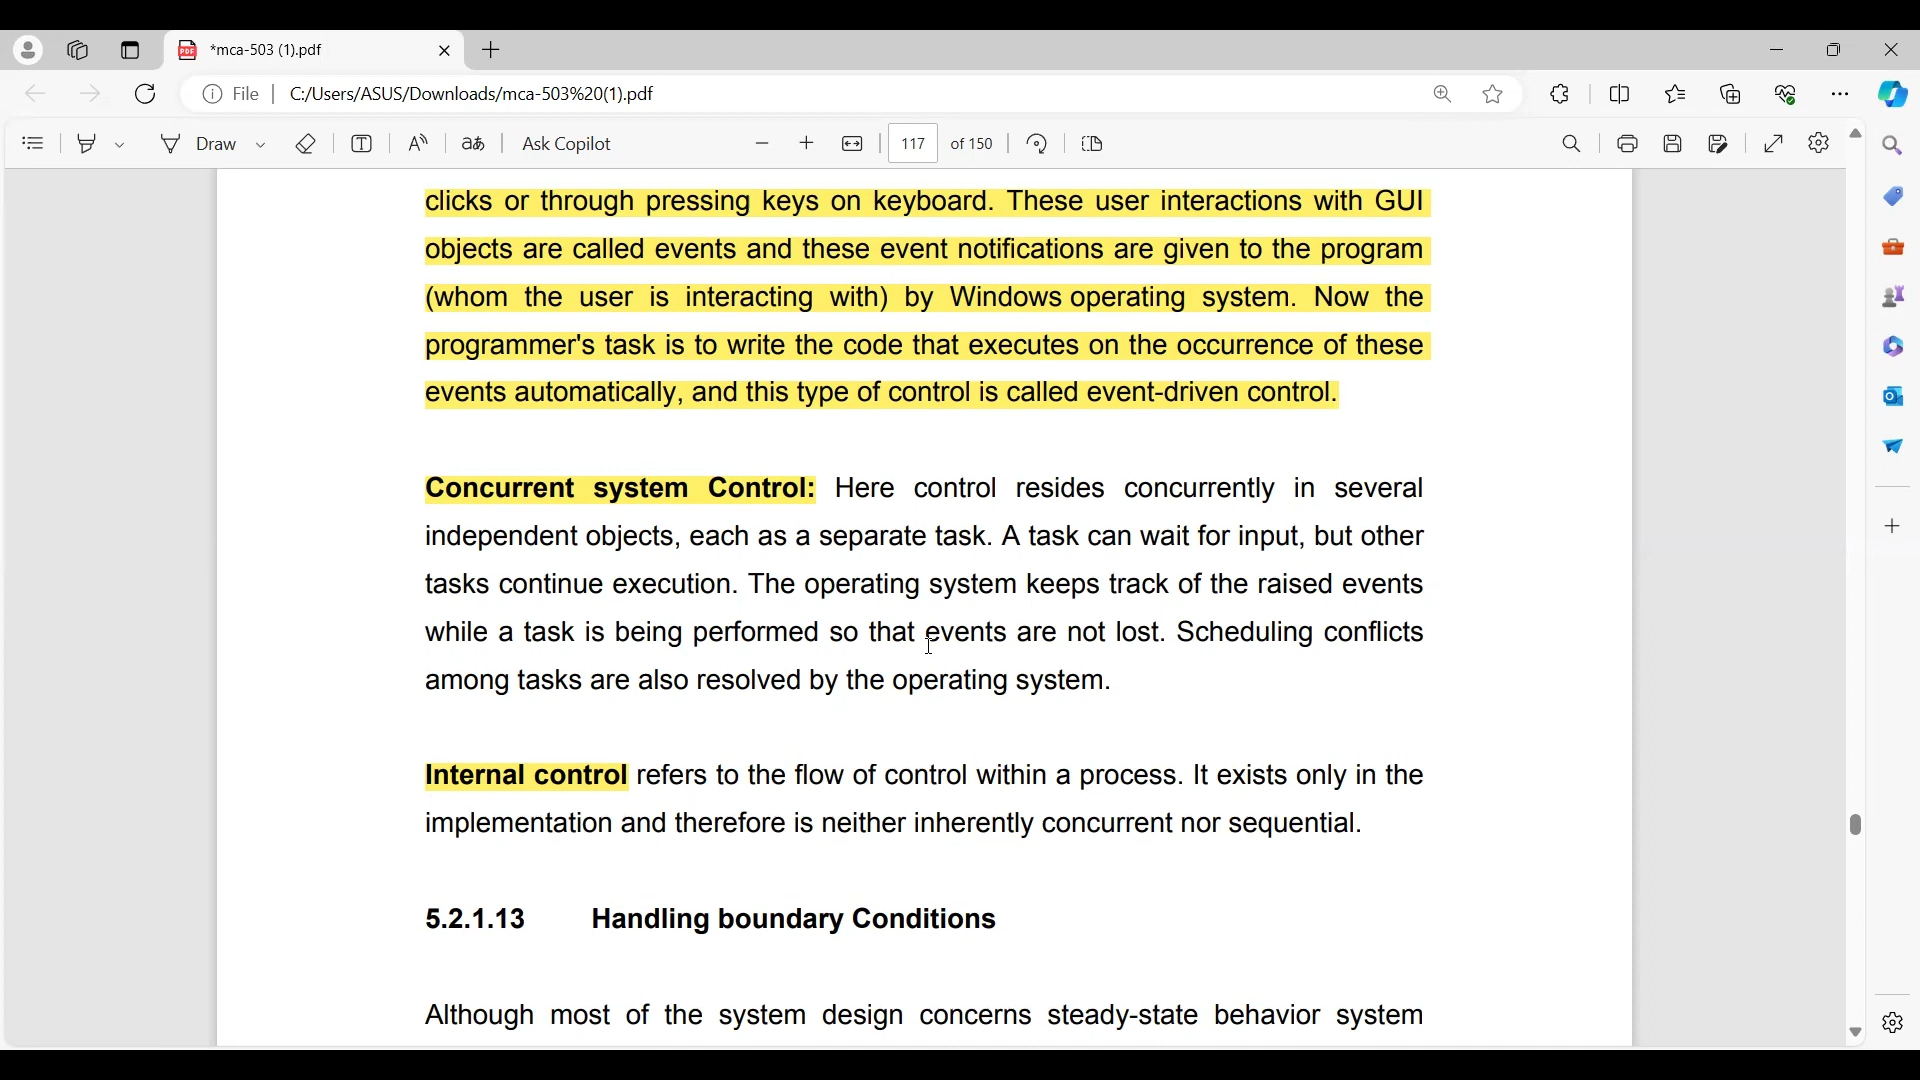 *mca-503 (1).pdf
File
C:/Users/ASUS/Downloads/mca-503%20(1).pdf
Draw
Ask Copilot
117 of 150
clicks or through pressing keys on keyboard. These user interactions with GUI
objects are called events and these event notifications are given to the program
(whom the user is interacting with) by Windows operating system. Now the
programmer's task is to write the code that executes on the occurrence of these
events automatically, and this type of control is called event-driven control.
Concurrent system Control: Here control resides concurrently in several
independent objects, each as a separate task. A task can wait for input, but other
tasks continue execution. The operating system keeps track of the raised events
while a task is being performed so that events are not lost. Scheduling conflicts
among tasks are also resolved by the operating system.
Internal control refers to the flow of control within a process. It exists only in the
implementation and therefore is neither inherently concurrent nor sequential.
5.2.1.13 Handling boundary Conditions
Although most of the system design concerns steady-state behavior system